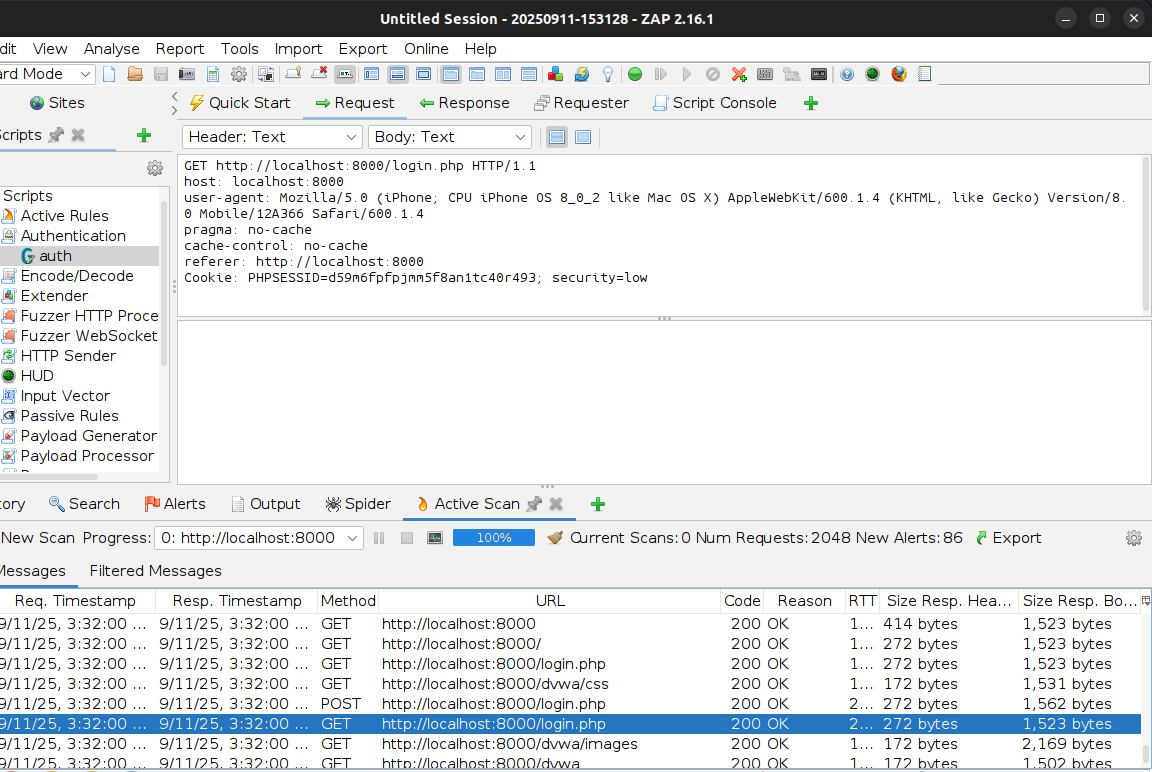 Untitled Session - 20250911-153128 - ZAP 2.16.1
dit View Analyse Report Tools Import Export Online Help
ard Mode
Sites
Quick Start Request Response Requester Script Console
cripts
Header: Text Body: Text
GET http://localhost:8000/login.php HTTP/1.1
host: localhost:8000
user-agent: Mozilla/5.0 (iPhone; CPU iPhone OS 8_0_2 like Mac OS X) AppleWebKit/600.1.4 (KHTML, like Gecko) Version/8.
0 Mobile/12A366 Safari/600.1.4
pragma: no-cache
cache-control: no-cache
referer: http://localhost:8000
Cookie: PHPSESSID=d59m6fpfpjmm5f8an1tc40r493; security=low
Scripts
Active Rules
Authentication
auth
Encode/Decode
Extender
Fuzzer HTTP Proce
Fuzzer WebSocket
HTTP Sender
HUD
Input Vector
Passive Rules
Payload Generator
Payload Processor
ory Search Alerts Output Spider Active Scan
New Scan Progress: 0: http://localhost:8000 100% Current Scans: 0 Num Requests: 2048 New Alerts: 86 Export
Messages Filtered Messages
Req. Timestamp Resp. Timestamp Method URL Code Reason RTT Size Resp. Hea... Size Resp. Bo...
9/11/25, 3:32:00 ... 9/11/25, 3:32:00 ... GET http://localhost:8000 200 OK 1... 414 bytes 1,523 bytes
9/11/25, 3:32:00 ... 9/11/25, 3:32:00 ... GET http://localhost:8000/ 200 OK 1... 272 bytes 1,523 bytes
9/11/25, 3:32:00 ... 9/11/25, 3:32:00 ... GET http://localhost:8000/login.php 200 OK 1... 272 bytes 1,523 bytes
9/11/25, 3:32:00 ... 9/11/25, 3:32:00 ... GET http://localhost:8000/dvwa/css 200 OK 1... 172 bytes 1,531 bytes
9/11/25, 3:32:00 ... 9/11/25, 3:32:00 ... POST http://localhost:8000/login.php 200 OK 2... 272 bytes 1,562 bytes
9/11/25, 3:32:00 ... 9/11/25, 3:32:00 ... GET http://localhost:8000/login.php 200 OK 2... 272 bytes 1,523 bytes
9/11/25, 3:32:00 ... 9/11/25, 3:32:00 ... GET http://localhost:8000/dvwa/images 200 OK 1... 172 bytes 2,169 bytes
9/11/25, 3:32:00 ... 9/11/25, 3:32:00 ... GET http://localhost:8000/dvwa 200 OK 1... 172 bytes 1,502 bytes